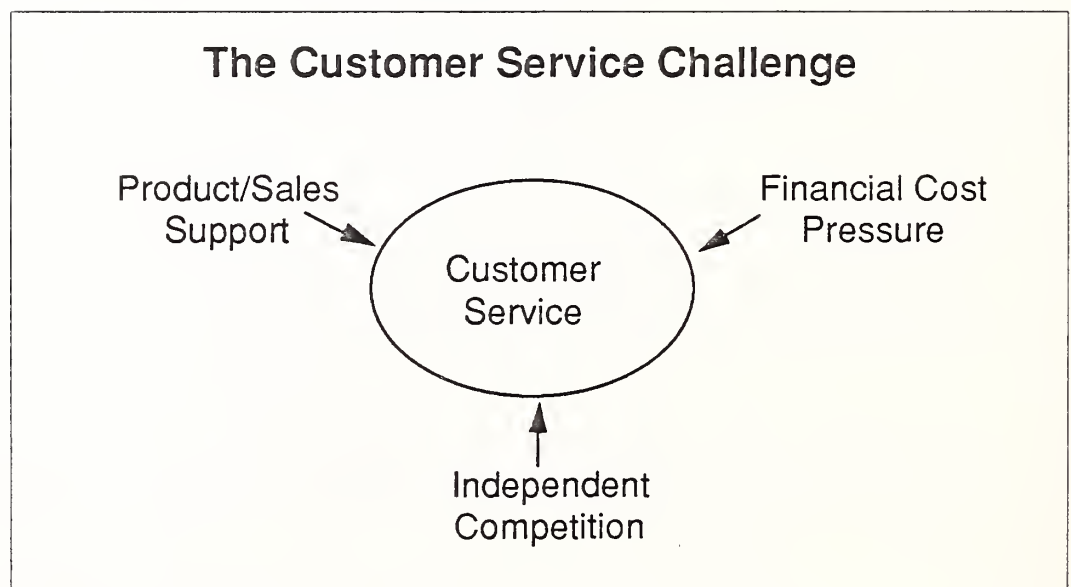 The Customer Service Challenge
Product/Sales
Support
Financial Cost
Pressure
Customer
Service
Independent
Competition